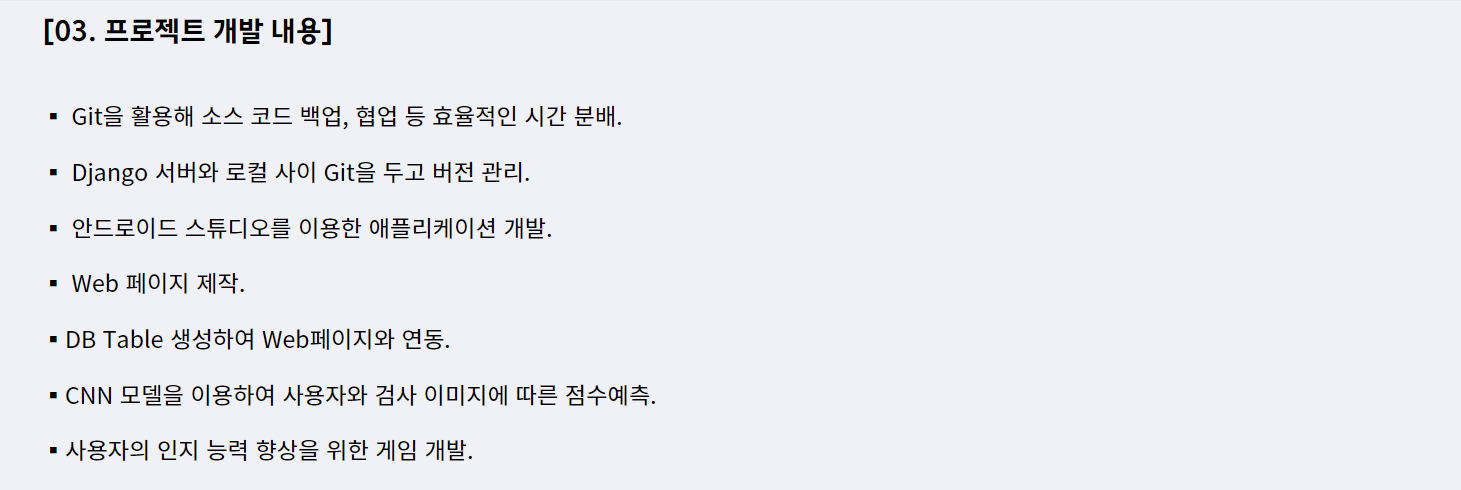 [03. 프로젝트 개발 내용]
▪ Git을 활용해 소스 코드 백업, 협업 등 효율적인 시간 분배.
▪ Django 서버와 로컬 사이 Git을 두고 버전 관리.
▪ 안드로이드 스튜디오를 이용한 애플리케이션 개발.
▪ Web 페이지 제작.
▪ DB Table 생성하여 Web페이지와 연동.
▪ CNN 모델을 이용하여 사용자와 검사 이미지에 따른 점수예측.
▪ 사용자의 인지 능력 향상을 위한 게임 개발.